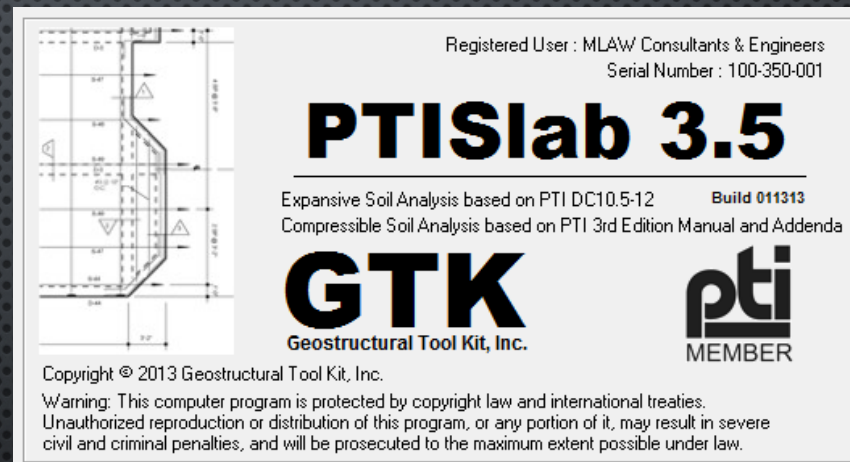 Registered User : MLAW Consultants & Engineers
Serial Number : 100-350-001
PTISlab 3.5
Expansive Soil Analysis based on PTI DC10.5-12 Build 011313
Compressible Soil Analysis based on PTI 3rd Edition Manual and Addenda
GTK
Geostructural Tool Kit, Inc.
pti
MEMBER
Copyright © 2013 Geostructural Tool Kit, Inc.
Warning: This computer program is protected by copyright law and international treaties.
Unauthorized reproduction or distribution of this program, or any portion of it, may result in severe
civil and criminal penalties, and will be prosecuted to the maximum extent possible under law.